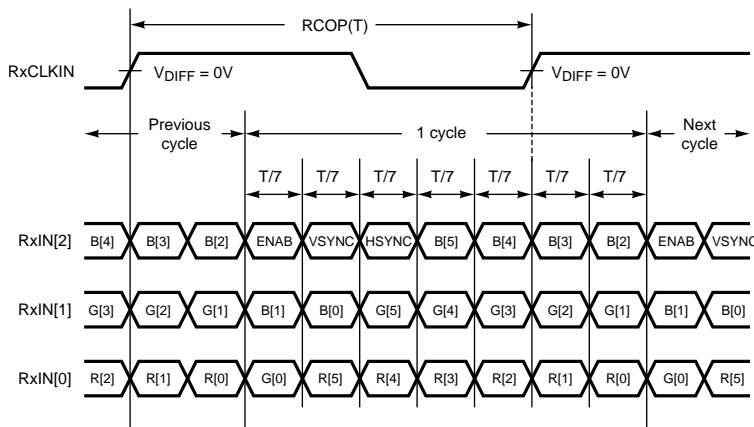 RCOP(T)
RxCLKIN
VDIFF = 0V VDIFF = 0V
Previous cycle 1 cycle Next cycle
T/7 T/7 T/7 T/7 T/7 T/7 T/7
RxIN[2] B[4] B[3] B[2] ENAB VSYNC HSYNC B[5] B[4] B[3] B[2] ENAB VSYNC
RxIN[1] G[3] G[2] G[1] B[1] B[0] G[5] G[4] G[3] G[2] G[1] B[1] B[0]
RxIN[0] R[2] R[1] R[0] G[0] R[5] R[4] R[3] R[2] R[1] R[0] G[0] R[5]